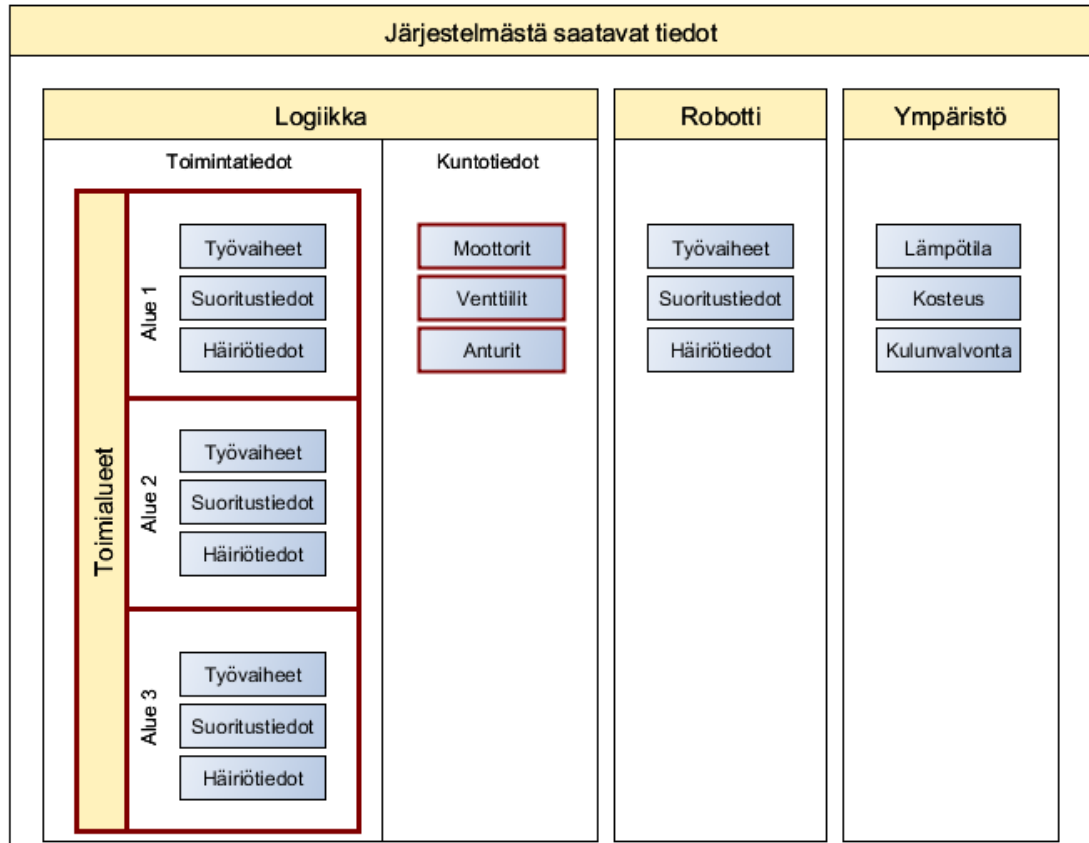 Järjestelmästä saatavat tiedot
Logiikka
Toimintatiedot
Kuntotiedot
Toimialueet
Alue 1
Työvaiheet
Suoritustiedot
Häiriötiedot
Alue 2
Työvaiheet
Suoritustiedot
Häiriötiedot
Alue 3
Työvaiheet
Suoritustiedot
Häiriötiedot
Moottorit
Venttiilit
Anturit
Robotti
Työvaiheet
Suoritustiedot
Häiriötiedot
Ympäristö
Lämpötila
Kosteus
Kulunvalvonta